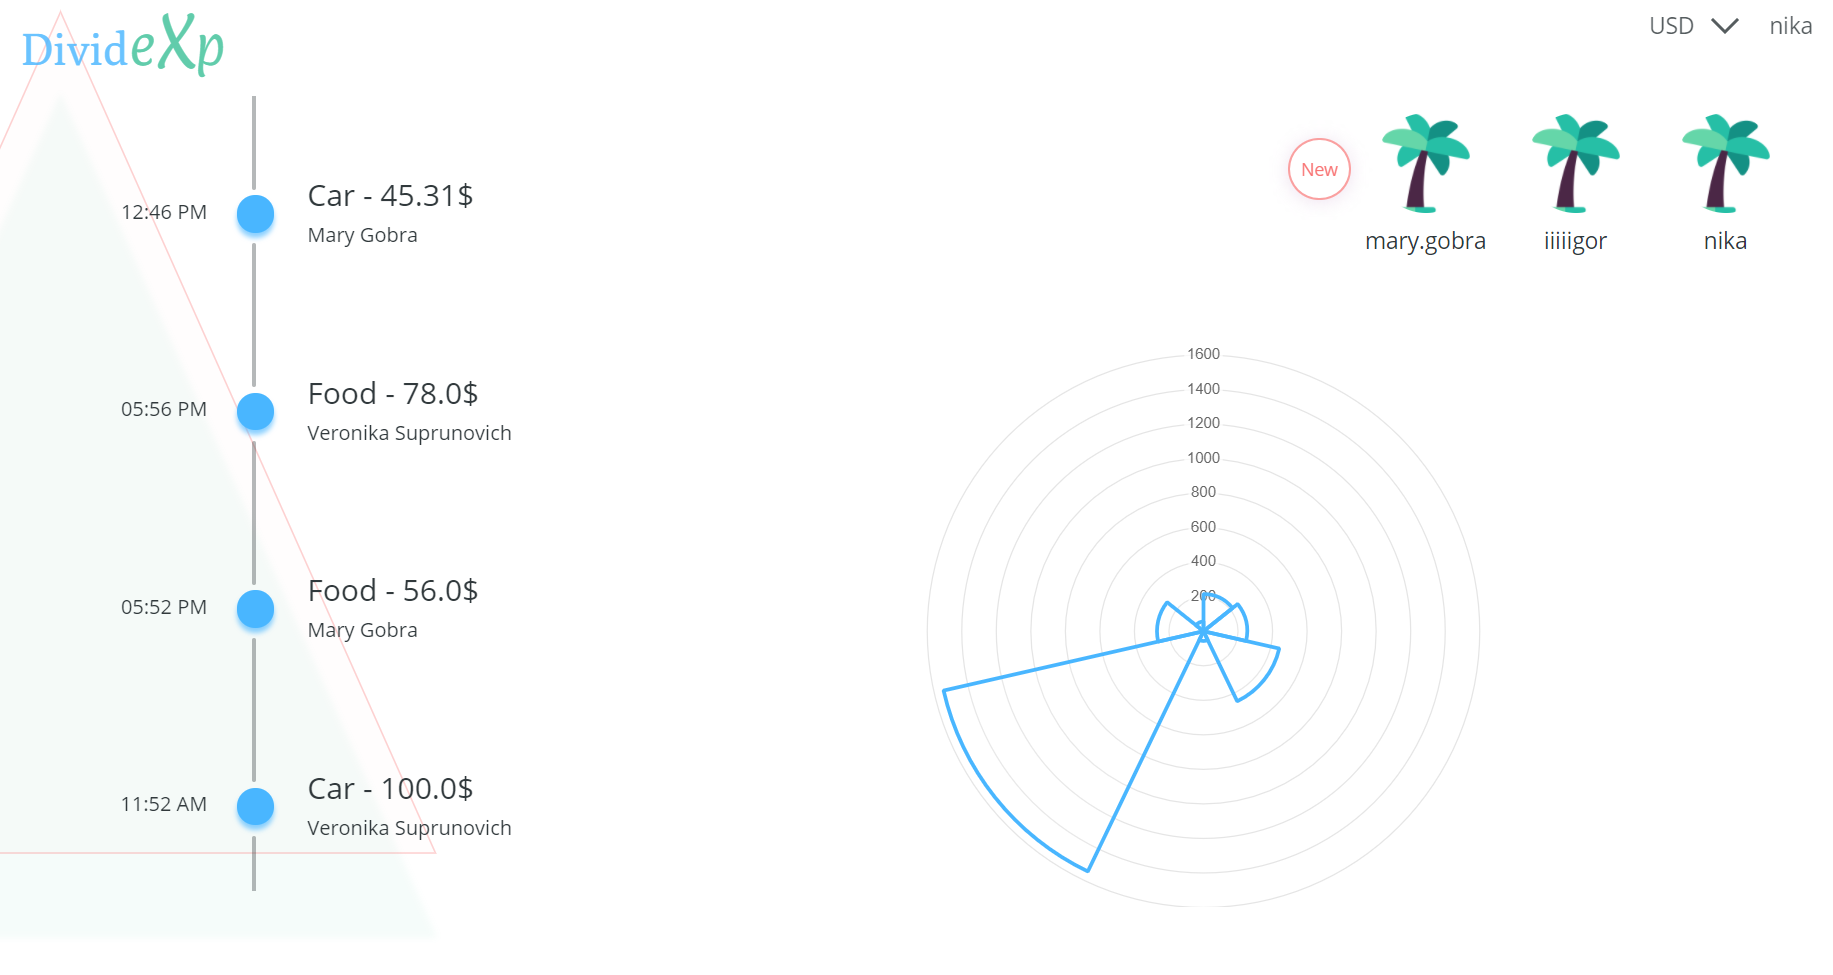 DivideXp
USD
nika
12:46 PM
Car - 45.31$
Mary Gobra
05:56 PM
Food - 78.0$
Veronika Suprunovich
05:52 PM
Food - 56.0$
Mary Gobra
11:52 AM
Car - 100.0$
Veronika Suprunovich
New
mary.gobra
iiiiigor
nika
1600
1400
1200
1000
800
600
400
200